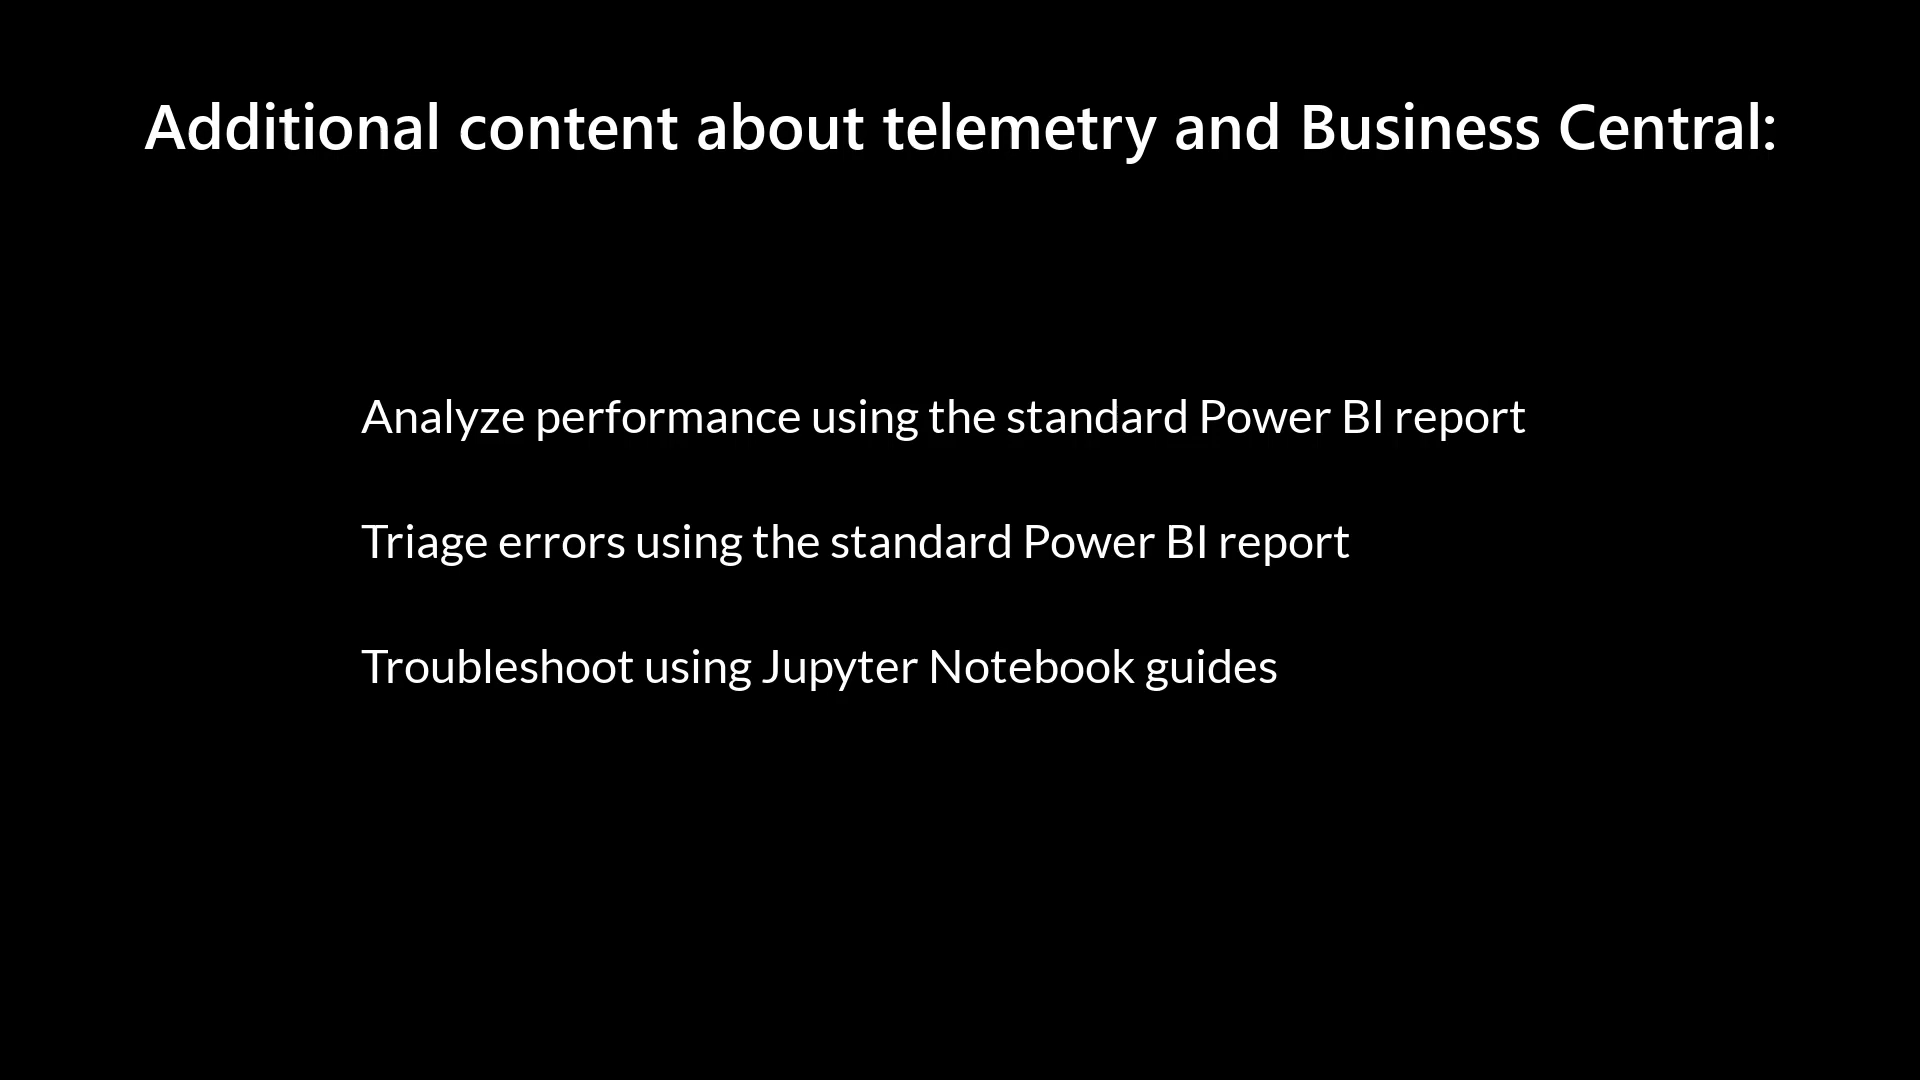 Additional content about telemetry and Business Central:
Analyze performance using the standard Power BI report
Triage errors using the standard Power BI report
Troubleshoot using Jupyter Notebook guides